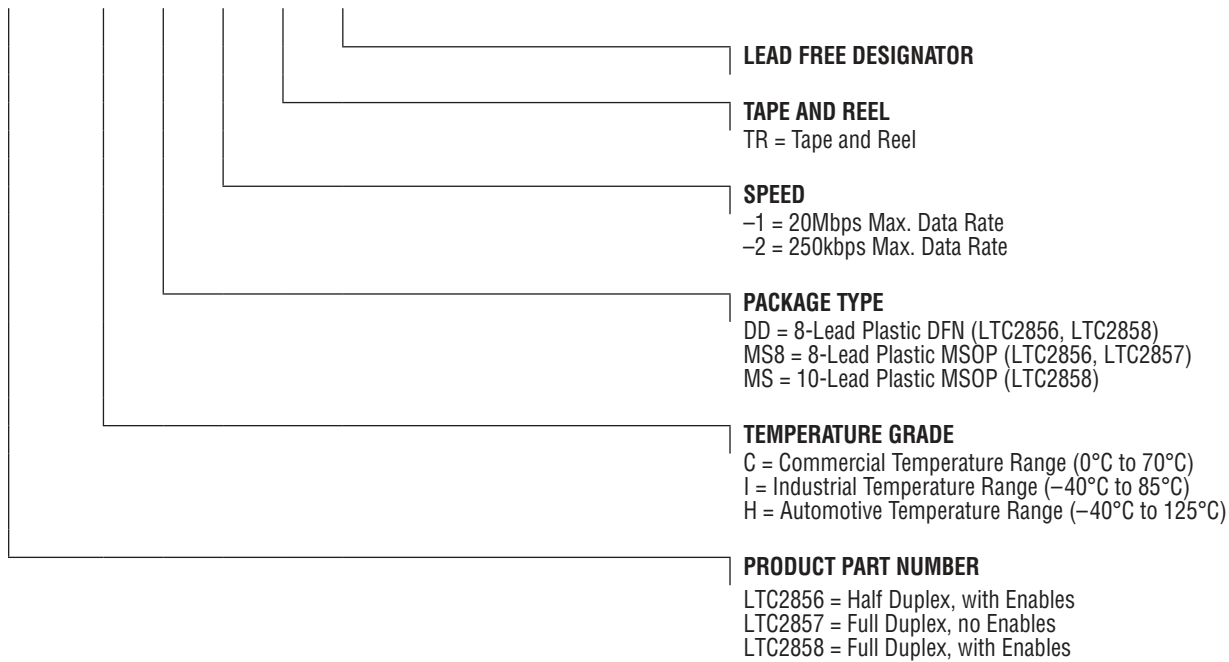 LEAD FREE DESIGNATOR
TAPE AND REEL
TR = Tape and Reel
SPEED
–1 = 20Mbps Max. Data Rate
–2 = 250kbps Max. Data Rate
PACKAGE TYPE
DD = 8-Lead Plastic DFN (LTC2856, LTC2858)
MS8 = 8-Lead Plastic MSOP (LTC2856, LTC2857)
MS = 10-Lead Plastic MSOP (LTC2858)
TEMPERATURE GRADE
C = Commercial Temperature Range (0°C to 70°C)
I = Industrial Temperature Range (–40°C to 85°C)
H = Automotive Temperature Range (–40°C to 125°C)
PRODUCT PART NUMBER
LTC2856 = Half Duplex, with Enables
LTC2857 = Full Duplex, no Enables
LTC2858 = Full Duplex, with Enables